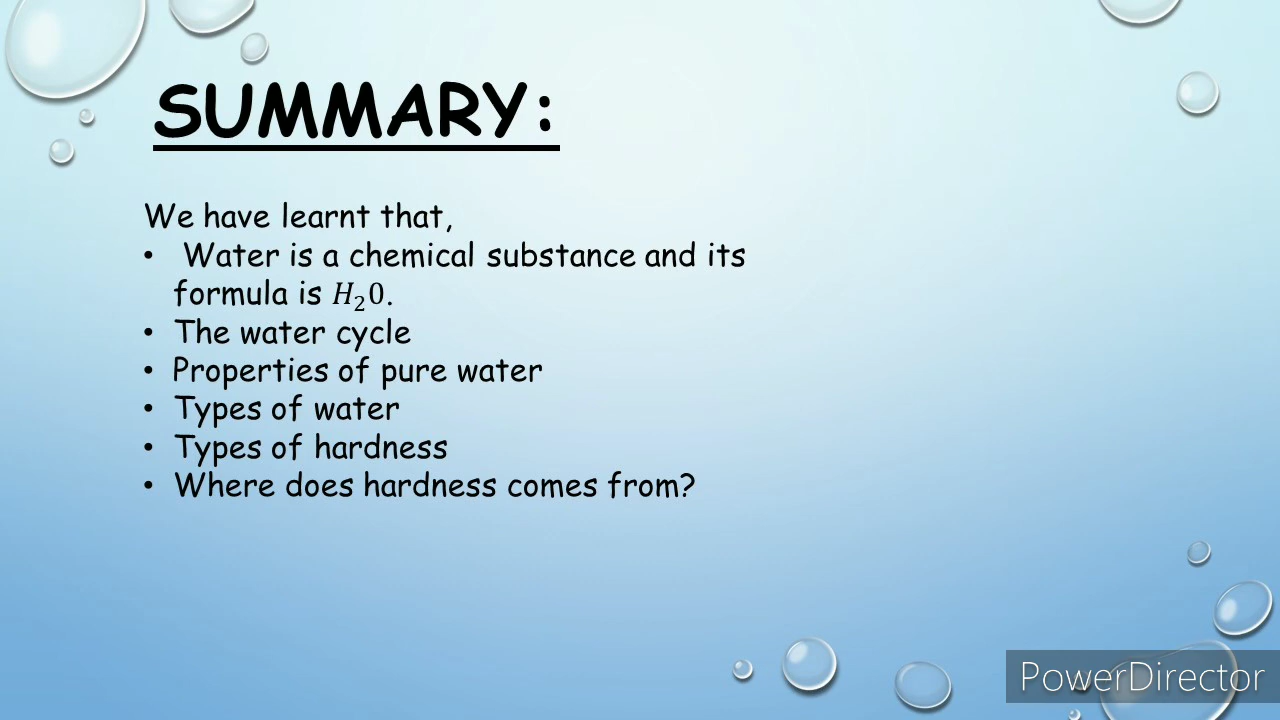 SUMMARY:
We have learnt that,
• Water is a chemical substance and its
formula is H₂0.
• The water cycle
• Properties of pure water
• Types of water
• Types of hardness
• Where does hardness comes from?
PowerDirector